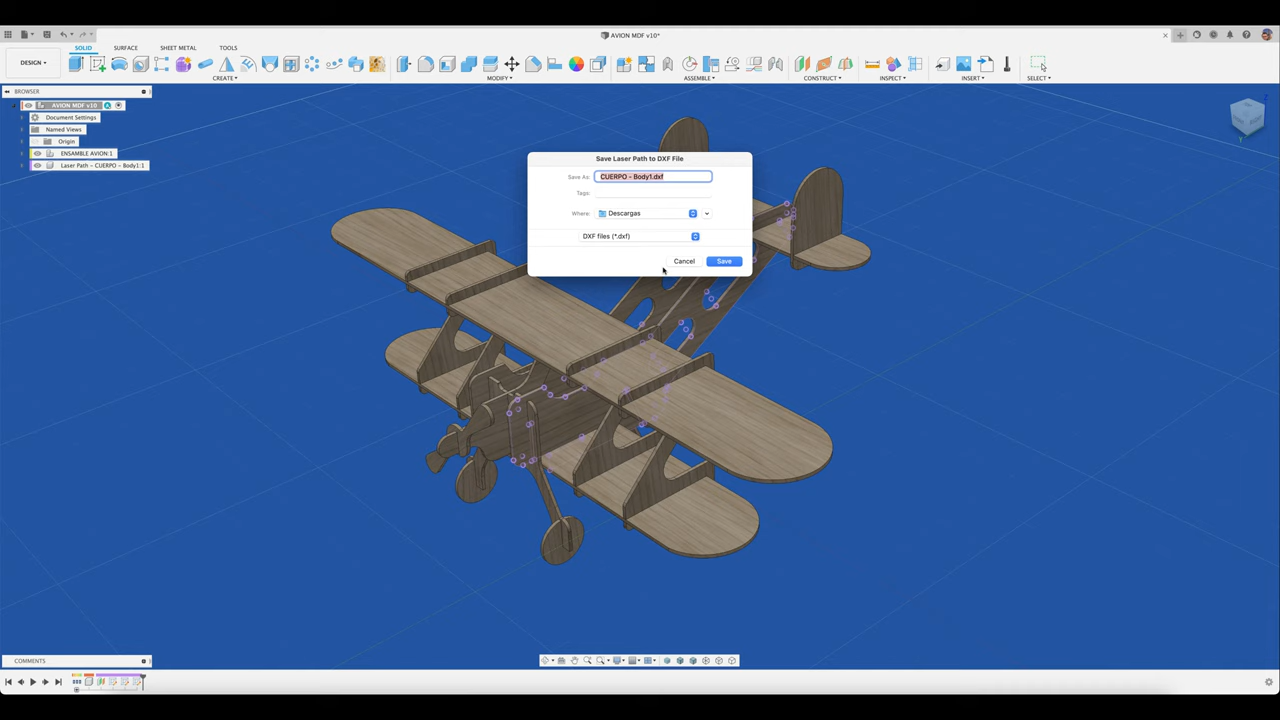 AVION MDF v10*
SOLID
SURFACE
SHEET METAL
TOOLS
DESIGN
CREATE
MODIFY
ASSEMBLE
CONSTRUCT
INSPECT
INSERT
SELECT
BROWSER
AVION MDF v10
Document Settings
Named Views
Origin
ENSAMBLE AVION:1
Laser Path - CUERPO - Body1:1
Save Laser Path to DXF File
Save As: CUERPO - Body1.dxf
Tags:
Where: Descargas
DXF files (*.dxf)
Cancel
Save
COMMENTS